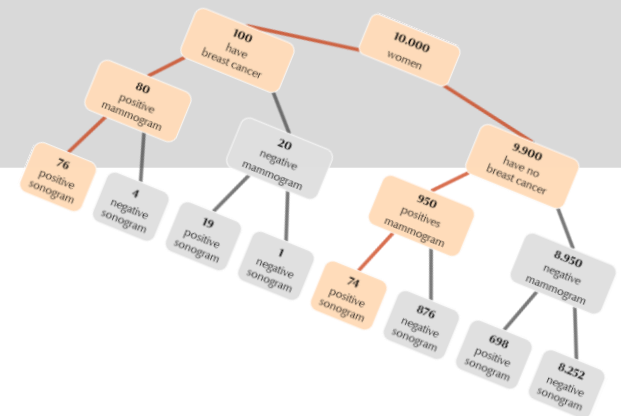 10.000
women
100
have
breast cancer
9.900
have no
breast cancer
80
positive
mammogram
20
negative
mammogram
950
positives
mammogram
8.950
negative
mammogram
76
positive
sonogram
4
negative
sonogram
19
positive
sonogram
1
negative
sonogram
74
positive
sonogram
876
negative
sonogram
698
positive
sonogram
8.252
negative
sonogram